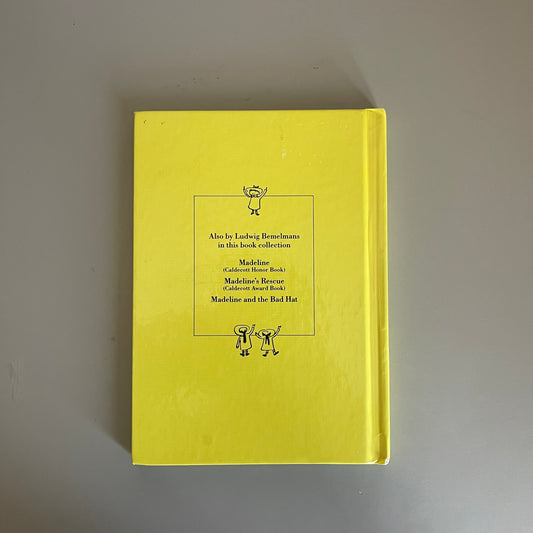 Also by Ludwig Bemelmans
in this book collection
Madeline
(Caldecott Honor Book)
Madeline's Rescue
(Caldecott Award Book)
Madeline and the Bad Hat